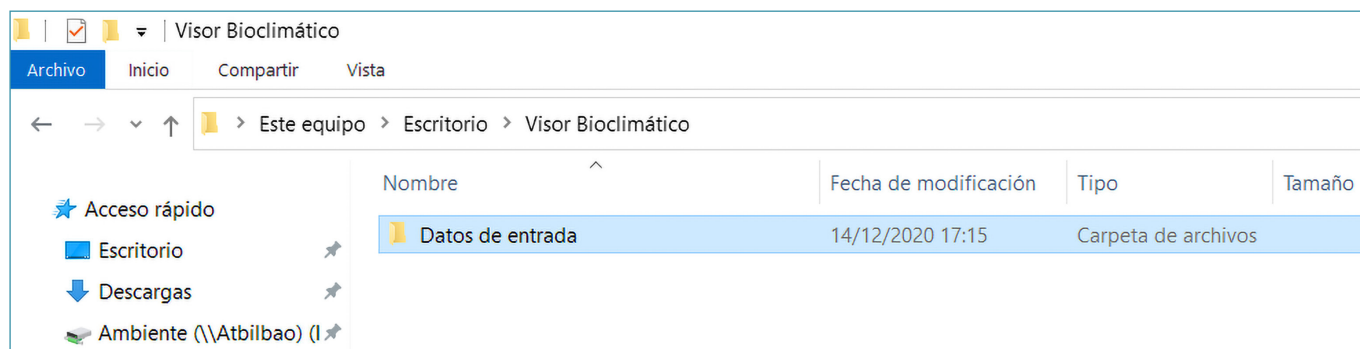 Visor Bioclimático
Archivo Inicio Compartir Vista
Este equipo > Escritorio > Visor Bioclimático
Nombre Fecha de modificación Tipo Tamaño
Acceso rápido
Datos de entrada 14/12/2020 17:15 Carpeta de archivos
Escritorio
Descargas
Ambiente (\\Atbilbao) (I